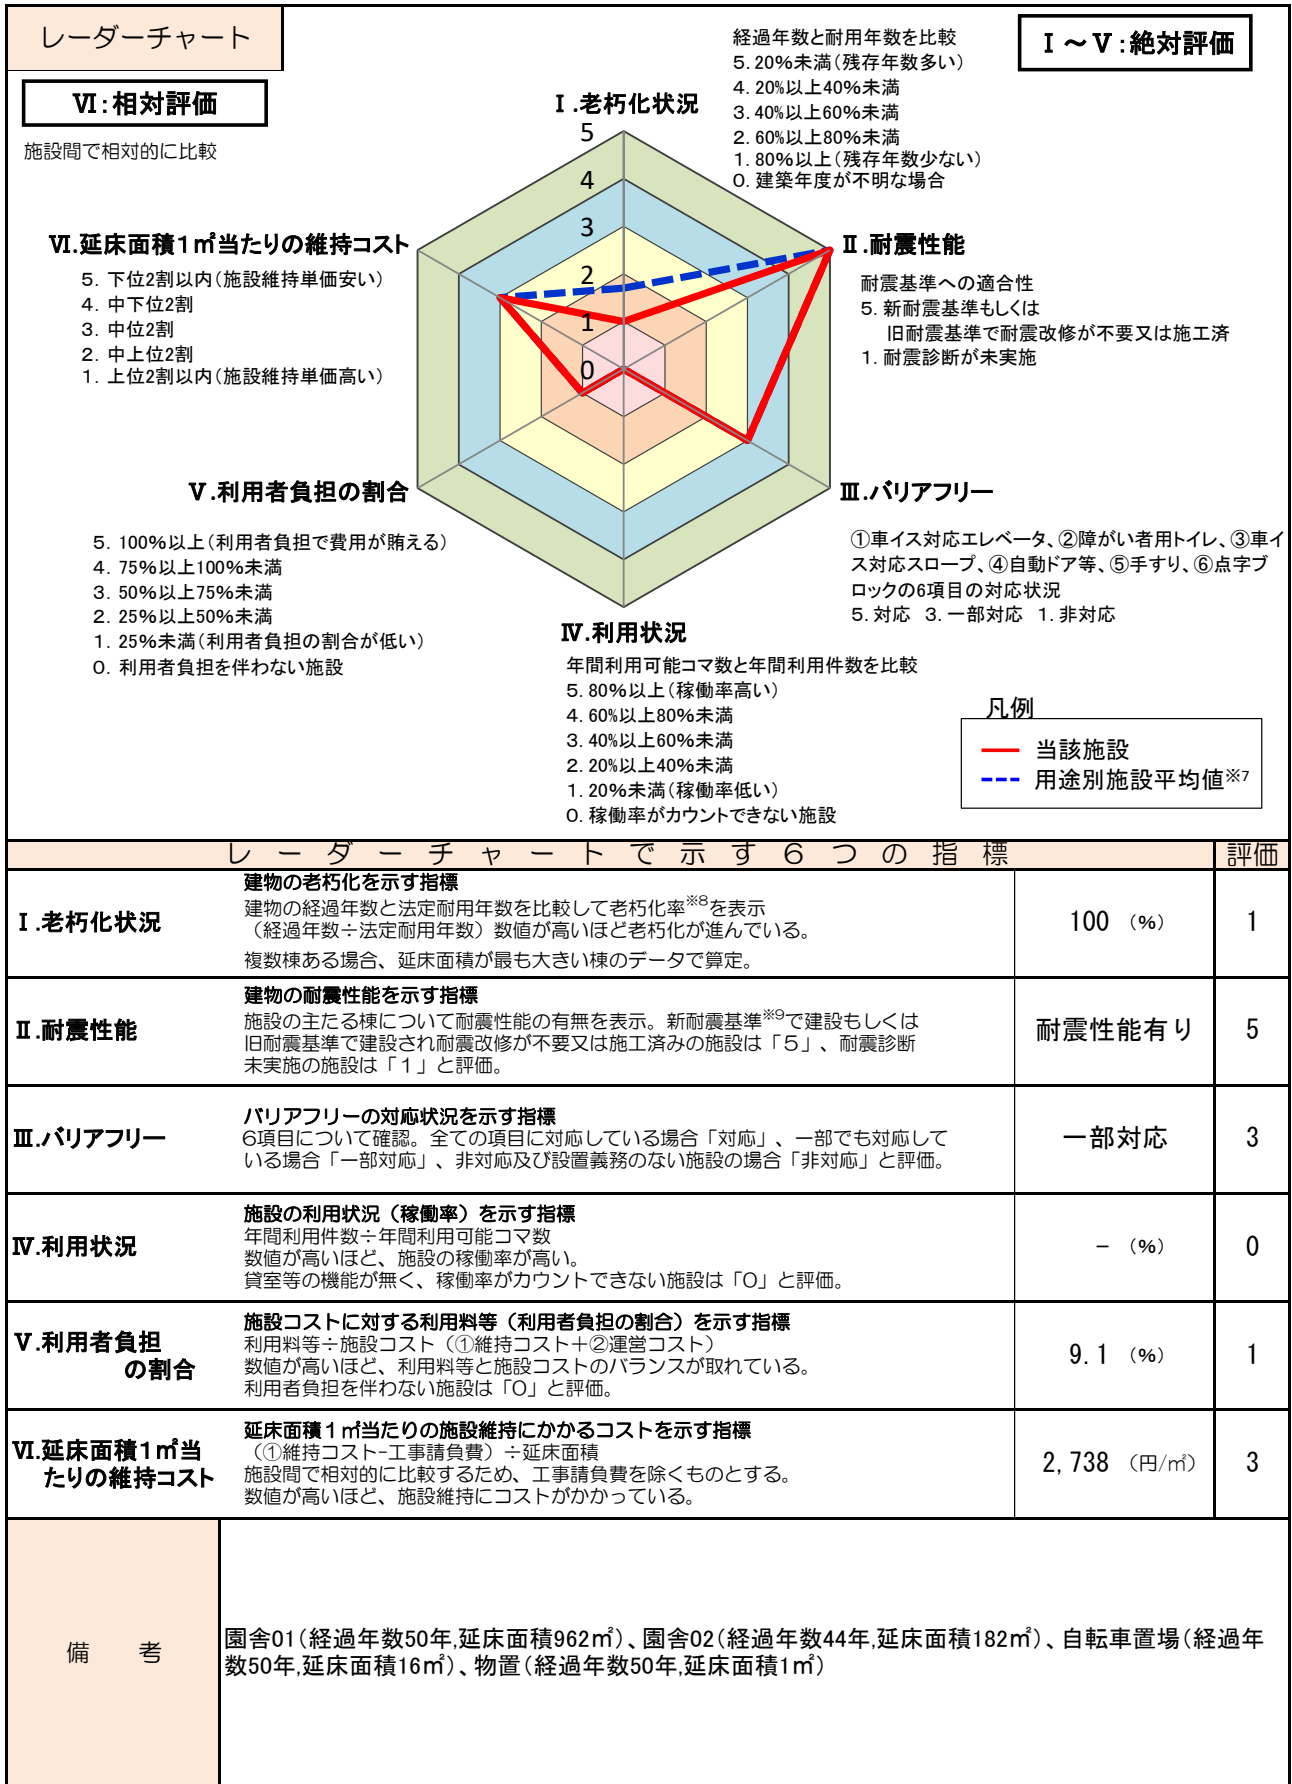 レーダーチャート
Ⅵ：相対評価
施設間で相対的に比較
Ⅰ～Ⅴ：絶対評価
Ⅰ.老朽化状況
経過年数と耐用年数を比較
5. 20%未満（残存年数多い）
4. 20%以上40%未満
3. 40%以上60%未満
2. 60%以上80%未満
1. 80%以上（残存年数少ない）
0. 建築年度が不明な場合
5
4
3
2
1
0
Ⅱ.耐震性能
耐震基準への適合性
5. 新耐震基準もしくは
旧耐震基準で耐震改修が不要又は施工済
1. 耐震診断が未実施
Ⅵ.延床面積1㎡当たりの維持コスト
5. 下位2割以内（施設維持単価安い）
4. 中下位2割
3. 中位2割
2. 中上位2割
1. 上位2割以内（施設維持単価高い）
Ⅲ.バリアフリー
①車イス対応エレベータ、②障がい者用トイレ、③車イ
ス対応スロープ、④自動ドア等、⑤手すり、⑥点字ブ
ロックの6項目の対応状況
5. 対応 3. 一部対応 1. 非対応
Ⅴ.利用者負担の割合
5. 100%以上（利用者負担で費用が賄える）
4. 75%以上100%未満
3. 50%以上75%未満
2. 25%以上50%未満
1. 25%未満（利用者負担の割合が低い）
0. 利用者負担を伴わない施設
Ⅳ.利用状況
年間利用可能コマ数と年間利用件数を比較
5. 80%以上（稼働率高い）
4. 60%以上80%未満
3. 40%以上60%未満
2. 20%以上40%未満
1. 20%未満（稼働率低い）
0. 稼働率がカウントできない施設
凡例
当該施設
用途別施設平均値※7
レーダーチャートで示す６つの指標 評価
Ⅰ.老朽化状況
建物の老朽化を示す指標
建物の経過年数と法定耐用年数を比較して老朽化率※8を表示
（経過年数÷法定耐用年数）数値が高いほど老朽化が進んでいる。
複数棟ある場合、延床面積が最も大きい棟のデータで算定。
100 （%） 1
Ⅱ.耐震性能
建物の耐震性能を示す指標
施設の主たる棟について耐震性能の有無を表示。新耐震基準※9で建設もしくは
旧耐震基準で建設され耐震改修が不要又は施工済みの施設は「５」、耐震診断
未実施の施設は「１」と評価。
耐震性能有り 5
Ⅲ.バリアフリー
バリアフリーの対応状況を示す指標
6項目について確認。全ての項目に対応している場合「対応」、一部でも対応して
いる場合「一部対応」、非対応及び設置義務のない施設の場合「非対応」と評価。
一部対応 3
Ⅳ.利用状況
施設の利用状況（稼働率）を示す指標
年間利用件数÷年間利用可能コマ数
数値が高いほど、施設の稼働率が高い。
貸室等の機能が無く、稼働率がカウントできない施設は「０」と評価。
− （%） 0
Ⅴ.利用者負担
の割合
施設コストに対する利用料等（利用者負担の割合）を示す指標
利用料等÷施設コスト（①維持コスト＋②運営コスト）
数値が高いほど、利用料等と施設コストのバランスが取れている。
利用者負担を伴わない施設は「０」と評価。
9.1 （%） 1
Ⅵ.延床面積1㎡当
たりの維持コスト
延床面積１㎡当たりの施設維持にかかるコストを示す指標
（①維持コスト−工事請負費）÷延床面積
施設間で相対的に比較するため、工事請負費を除くものとする。
数値が高いほど、施設維持にコストがかかっている。
2,738 （円/㎡） 3
備 考
園舎01（経過年数50年,延床面積962㎡）、園舎02（経過年数44年,延床面積182㎡）、自転車置場（経過年
数50年,延床面積16㎡）、物置（経過年数50年,延床面積1㎡）